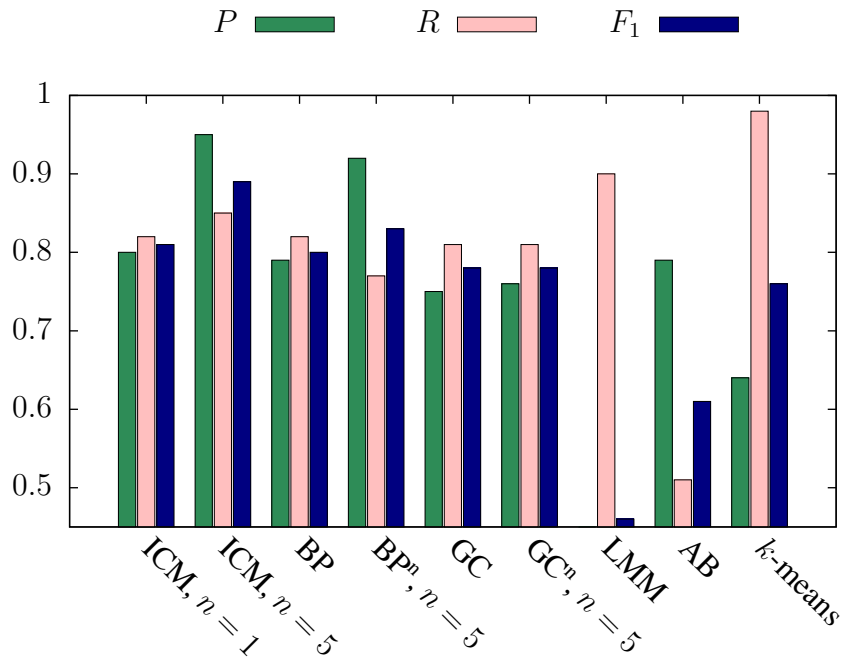 P R F₁
1
0.9
0.8
0.7
0.6
0.5
ICM, n = 1
ICM, n = 5
BP
BPⁿ, n = 5
GC
GCⁿ, n = 5
LMM
AB
k-means